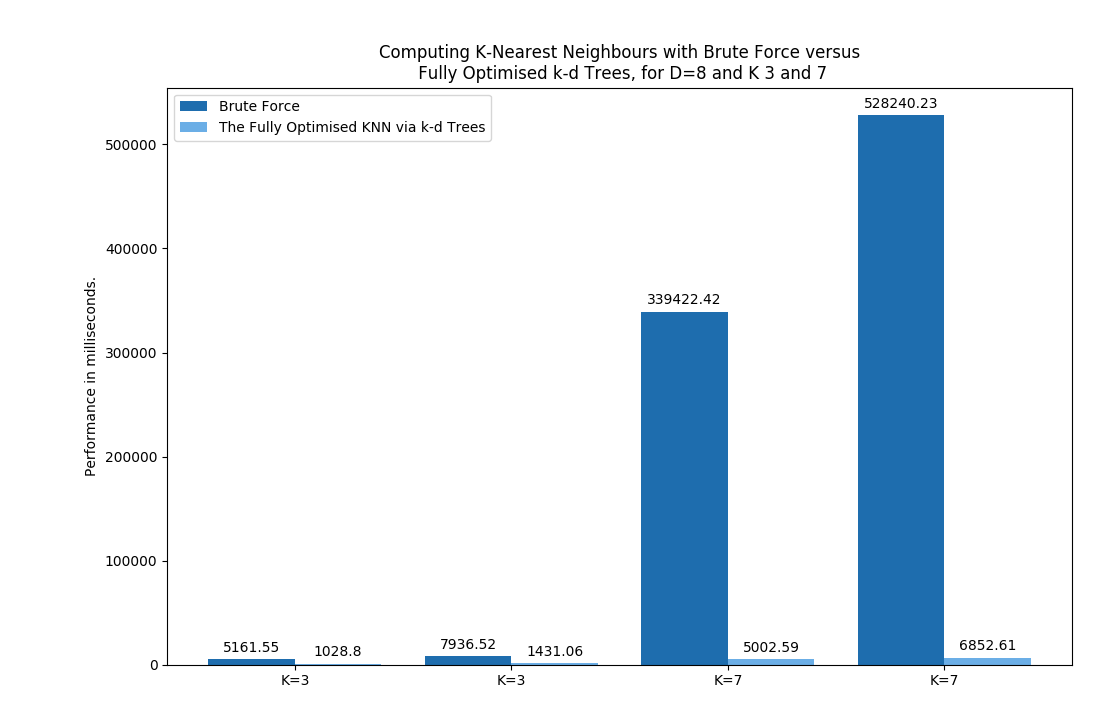 Computing K-Nearest Neighbours with Brute Force versus
Fully Optimised k-d Trees, for D=8 and K 3 and 7
Brute Force
The Fully Optimised KNN via k-d Trees
Performance in milliseconds.
500000
400000
300000
200000
100000
0
5161.55
1028.8
7936.52
1431.06
339422.42
5002.59
528240.23
6852.61
K=3
K=3
K=7
K=7